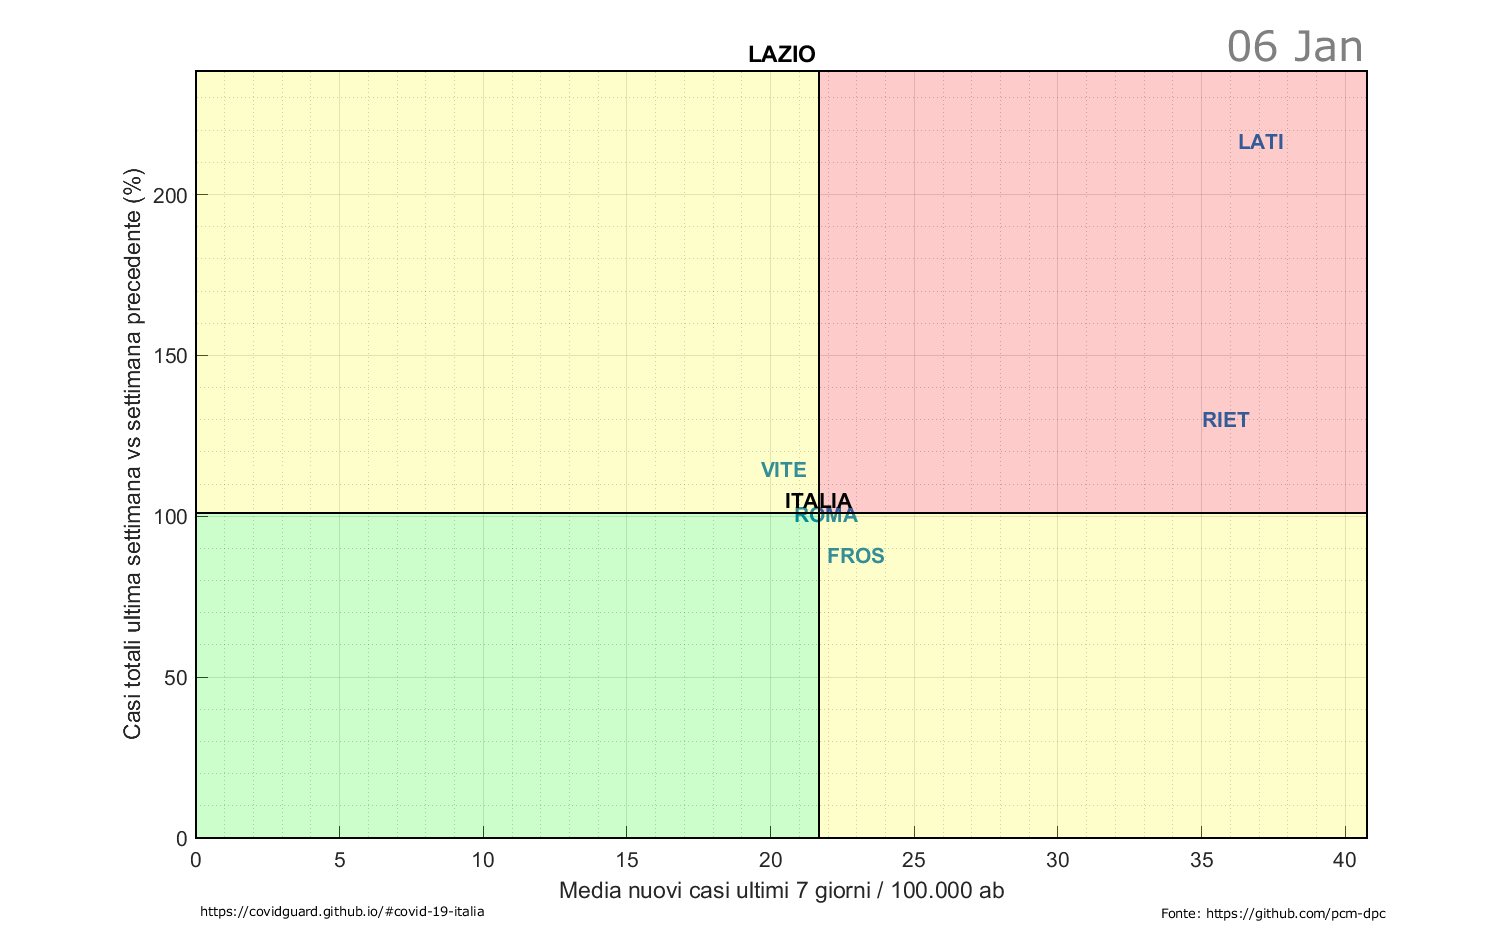 LAZIO
06 Jan
Casi totali ultima settimana vs settimana precedente (%)
200
150
100
50
0
LATI
RIET
VITE
ITALIA
ROMA
FROS
0 5 10 15 20 25 30 35 40
Media nuovi casi ultimi 7 giorni / 100.000 ab
https://covidguard.github.io/#covid-19-italia
Fonte: https://github.com/pcm-dpc